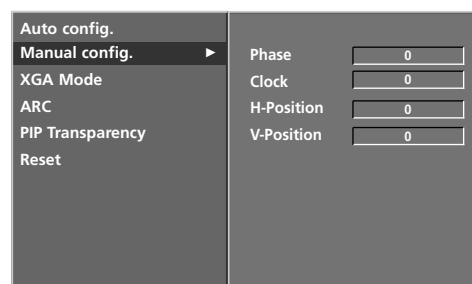 Auto config.
Manual config. ►
XGA Mode
ARC
PIP Transparency
Reset
Phase 0
Clock 0
H-Position 0
V-Position 0